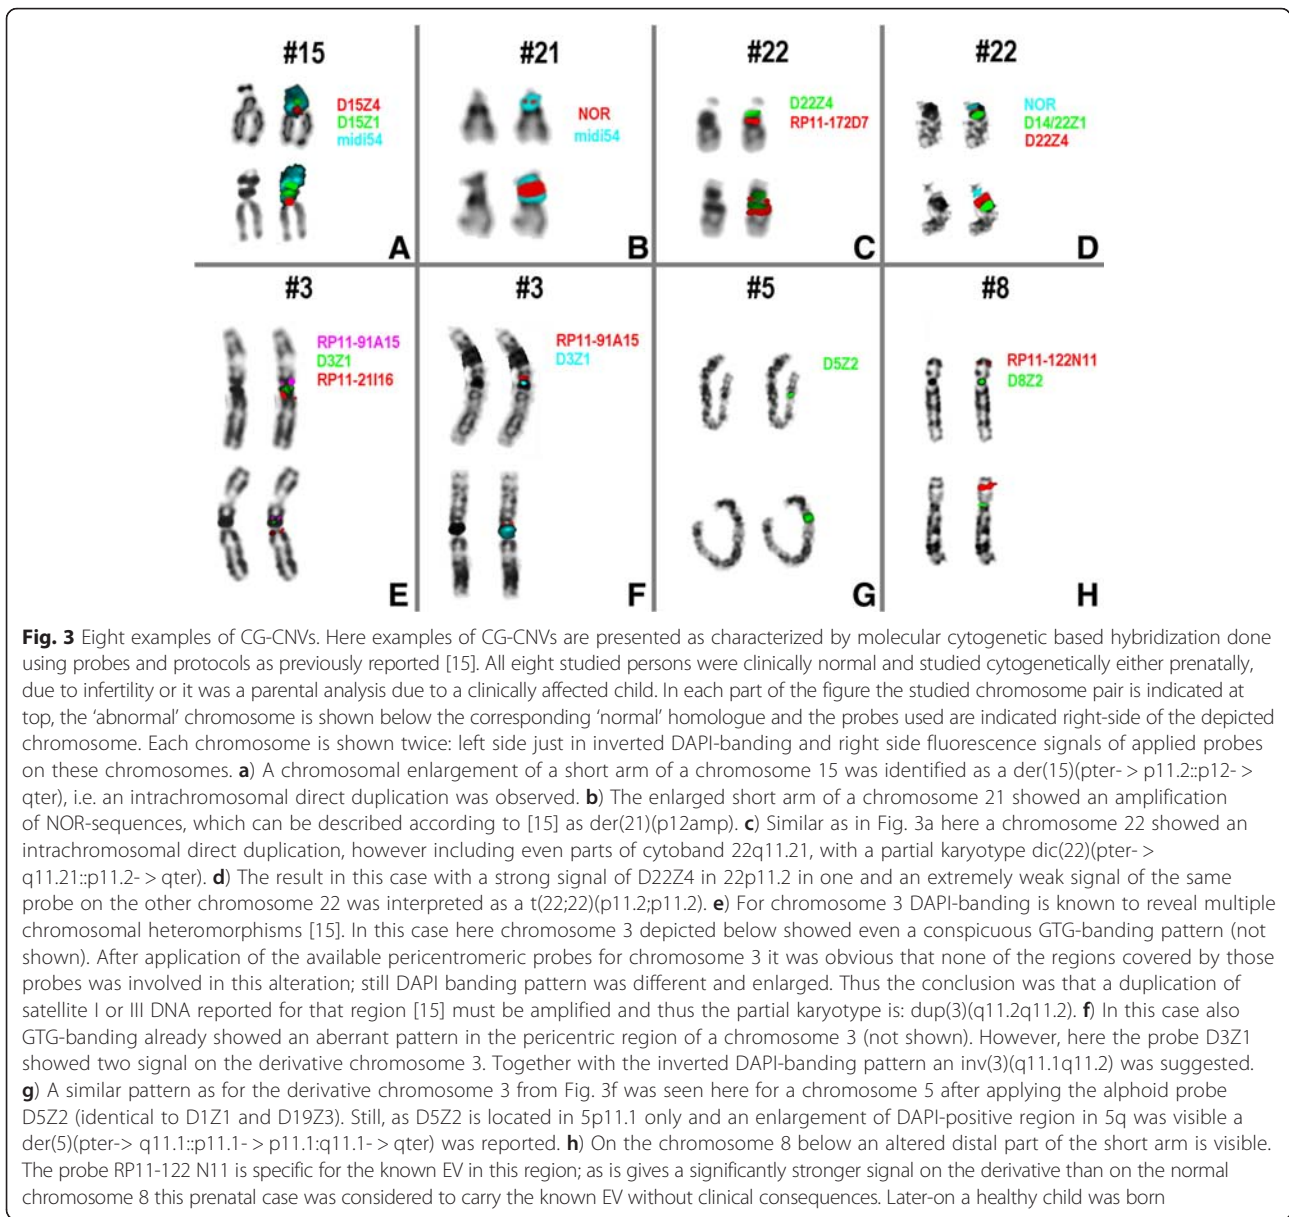 #15
D15Z4
D15Z1
midi54
A
#21
NOR
midi54
B
#22
D22Z4
RP11-172D7
C
#22
NOR
D14/22Z1
D22Z4
D
#3
RP11-91A15
D3Z1
RP11-21I16
E
#3
RP11-91A15
D3Z1
F
#5
D5Z2
G
#8
RP11-122N11
D8Z2
H
Fig. 3 Eight examples of CG-CNVs. Here examples of CG-CNVs are presented as characterized by molecular cytogenetic based hybridization done
using probes and protocols as previously reported [15]. All eight studied persons were clinically normal and studied cytogenetically either prenatally,
due to infertility or it was a parental analysis due to a clinically affected child. In each part of the figure the studied chromosome pair is indicated at
top, the ‘abnormal’ chromosome is shown below the corresponding ‘normal’ homologue and the probes used are indicated right-side of the depicted
chromosome. Each chromosome is shown twice: left side just in inverted DAPI-banding and right side fluorescence signals of applied probes
on these chromosomes. a) A chromosomal enlargement of a short arm of a chromosome 15 was identified as a der(15)(pter- > p11.2::p12- >
qter), i.e. an intrachromosomal direct duplication was observed. b) The enlarged short arm of a chromosome 21 showed an amplification
of NOR-sequences, which can be described according to [15] as der(21)(p12amp). c) Similar as in Fig. 3a here a chromosome 22 showed an
intrachromosomal direct duplication, however including even parts of cytoband 22q11.21, with a partial karyotype dic(22)(pter- >
q11.21::p11.2- > qter). d) The result in this case with a strong signal of D22Z4 in 22p11.2 in one and an extremely weak signal of the same
probe on the other chromosome 22 was interpreted as a t(22;22)(p11.2;p11.2). e) For chromosome 3 DAPI-banding is known to reveal multiple
chromosomal heteromorphisms [15]. In this case here chromosome 3 depicted below showed even a conspicuous GTG-banding pattern (not
shown). After application of the available pericentromeric probes for chromosome 3 it was obvious that none of the regions covered by those
probes was involved in this alteration; still DAPI banding pattern was different and enlarged. Thus the conclusion was that a duplication of
satellite I or III DNA reported for that region [15] must be amplified and thus the partial karyotype is: dup(3)(q11.2q11.2). f) In this case also
GTG-banding already showed an aberrant pattern in the pericentric region of a chromosome 3 (not shown). However, here the probe D3Z1
showed two signal on the derivative chromosome 3. Together with the inverted DAPI-banding pattern an inv(3)(q11.1q11.2) was suggested.
g) A similar pattern as for the derivative chromosome 3 from Fig. 3f was seen here for a chromosome 5 after applying the alphoid probe
D5Z2 (identical to D1Z1 and D19Z3). Still, as D5Z2 is located in 5p11.1 only and an enlargement of DAPI-positive region in 5q was visible a
der(5)(pter-> q11.1::p11.1- > p11.1:q11.1- > qter) was reported. h) On the chromosome 8 below an altered distal part of the short arm is visible.
The probe RP11-122 N11 is specific for the known EV in this region; as is gives a significantly stronger signal on the derivative than on the normal
chromosome 8 this prenatal case was considered to carry the known EV without clinical consequences. Later-on a healthy child was born